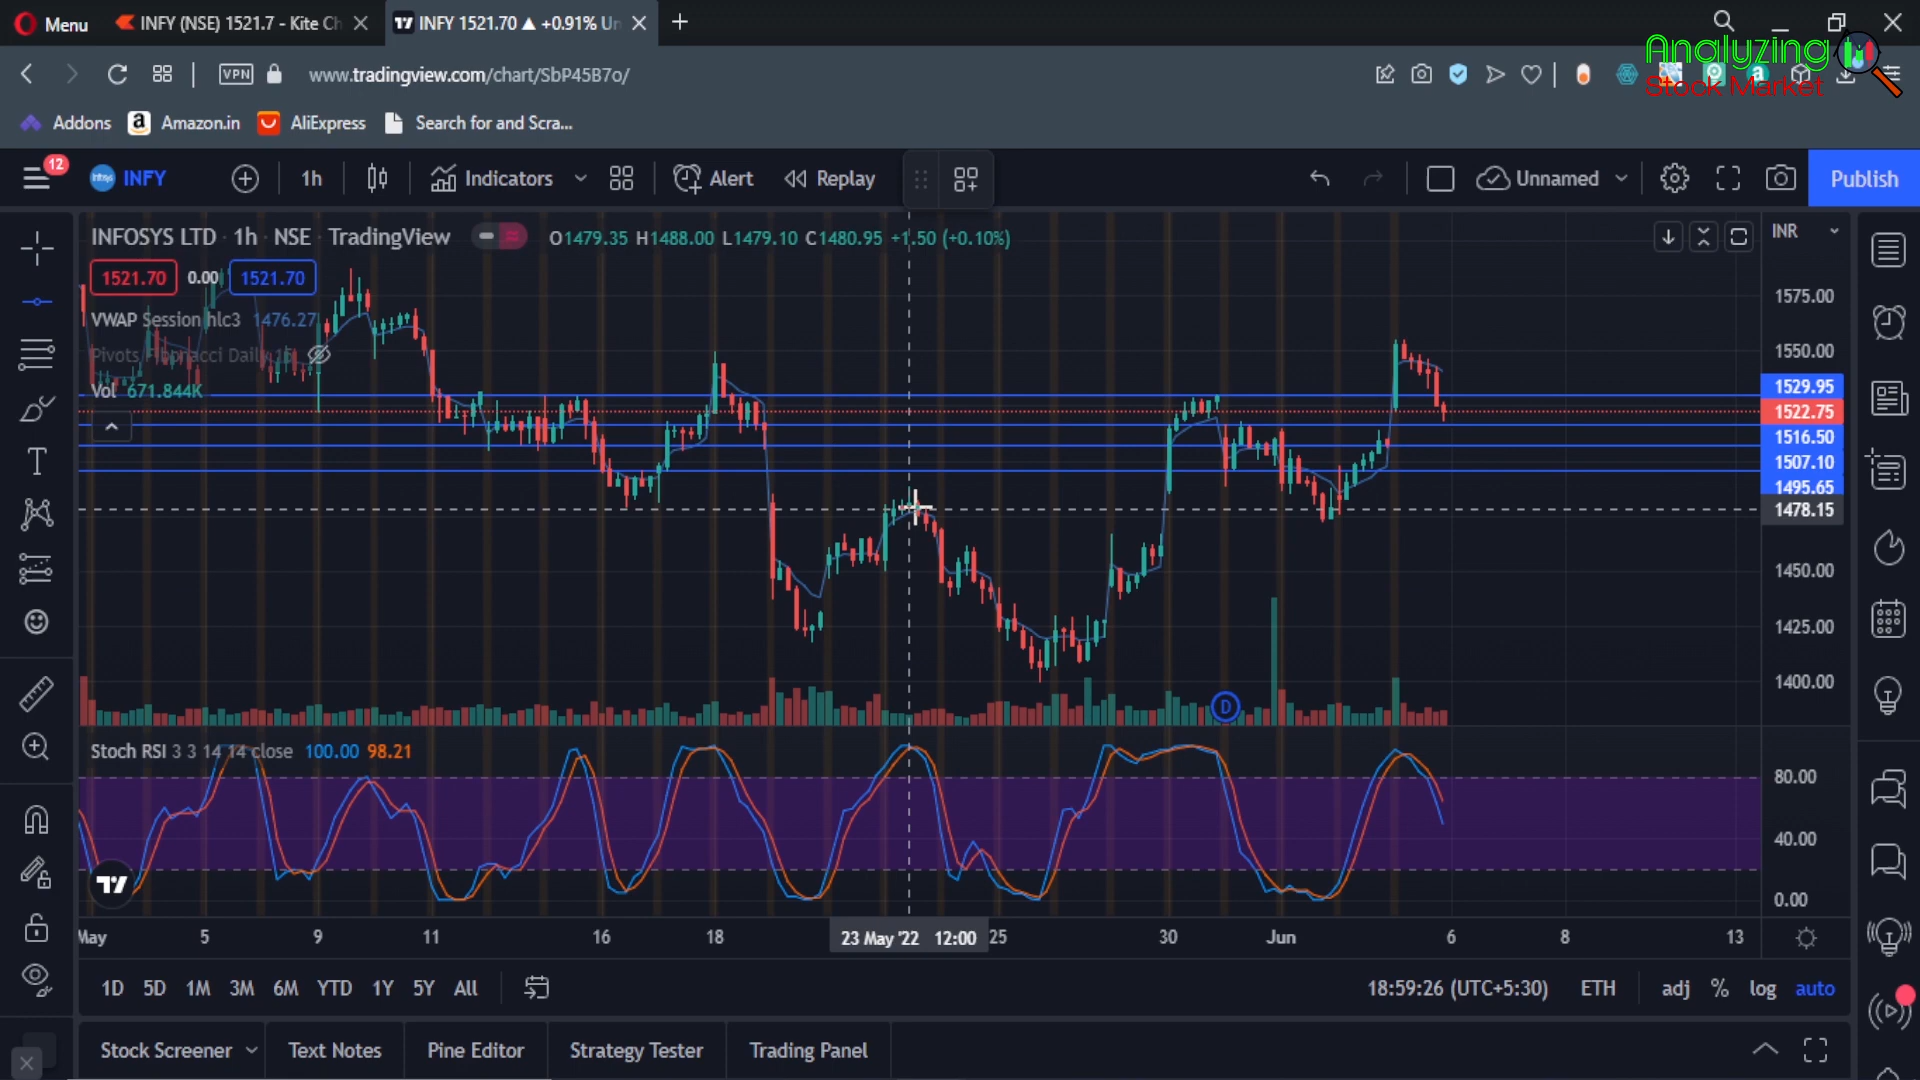 Menu
INFY (NSE) 1521.7 - Kite Ch
INFY 1521.70 ▲ +0.91% Un
Analyzing
Stock Market
VPN
www.tradingview.com/chart/SbP45B7o/
Addons
Amazon.in
AliExpress
Search for and Scra...
12
INFY
1h
Indicators
Alert
Replay
Unnamed
Publish
INFOSYS LTD · 1h · NSE · TradingView
O1479.35 H1488.00 L1479.10 C1480.95 +1.50 (+0.10%)
INR
1521.70 0.00 1521.70
VWAP Session hlc3 1476.27
Pivots Fibonacci Daily 15
Vol 671.844K
1575.00
1550.00
1529.95
1522.75
1516.50
1507.10
1495.65
1478.15
1450.00
1425.00
1400.00
D
Stoch RSI 3 3 14 14 close 100.00 98.21
80.00
40.00
0.00
May 5 9 11 16 18 23 May '22 12:00 25 30 Jun 6 8 13
1D 5D 1M 3M 6M YTD 1Y 5Y All
18:59:26 (UTC+5:30) ETH adj % log auto
Stock Screener
Text Notes
Pine Editor
Strategy Tester
Trading Panel